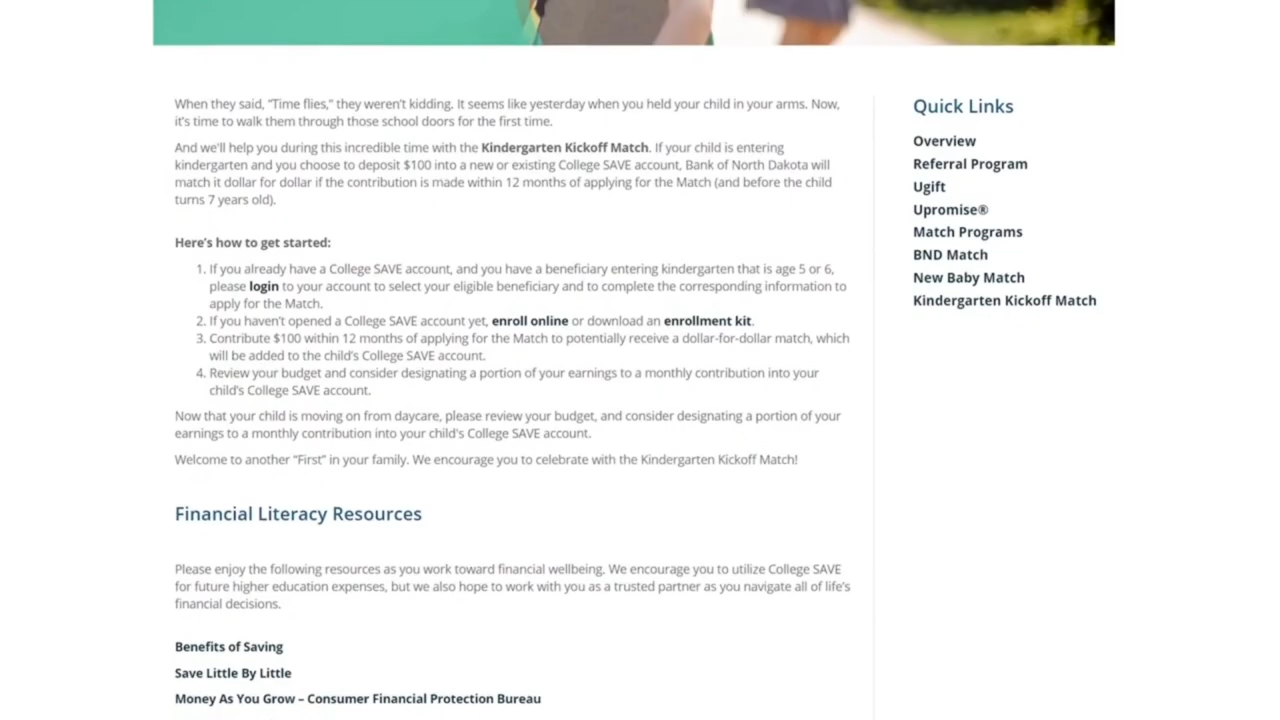 When they said, “Time flies,” they weren’t kidding. It seems like yesterday when you held your child in your arms. Now,
it’s time to walk them through those school doors for the first time.
And we'll help you during this incredible time with the Kindergarten Kickoff Match. If your child is entering
kindergarten and you choose to deposit $100 into a new or existing College SAVE account, Bank of North Dakota will
match it dollar for dollar if the contribution is made within 12 months of applying for the Match (and before the child
turns 7 years old).
Here’s how to get started:
1. If you already have a College SAVE account, and you have a beneficiary entering kindergarten that is age 5 or 6,
please login to your account to select your eligible beneficiary and to complete the corresponding information to
apply for the Match.
2. If you haven’t opened a College SAVE account yet, enroll online or download an enrollment kit.
3. Contribute $100 within 12 months of applying for the Match to potentially receive a dollar-for-dollar match, which
will be added to the child’s College SAVE account.
4. Review your budget and consider designating a portion of your earnings to a monthly contribution into your
child’s College SAVE account.
Now that your child is moving on from daycare, please review your budget, and consider designating a portion of your
earnings to a monthly contribution into your child's College SAVE account.
Welcome to another “First” in your family. We encourage you to celebrate with the Kindergarten Kickoff Match!
Financial Literacy Resources
Please enjoy the following resources as you work toward financial wellbeing. We encourage you to utilize College SAVE
for future higher education expenses, but we also hope to work with you as a trusted partner as you navigate all of life’s
financial decisions.
Benefits of Saving
Save Little By Little
Money As You Grow – Consumer Financial Protection Bureau
Quick Links
Overview
Referral Program
Ugift
Upromise®
Match Programs
BND Match
New Baby Match
Kindergarten Kickoff Match